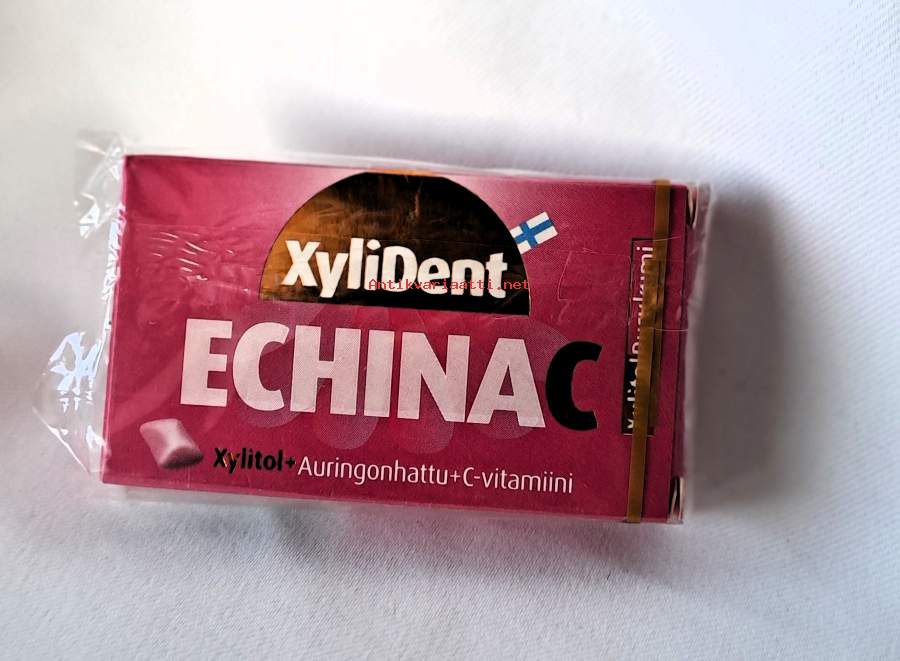 XyliDent
Antikvariaatti.net
ECHINAC
Xylitol+Auringonhattu+C-vitamiini